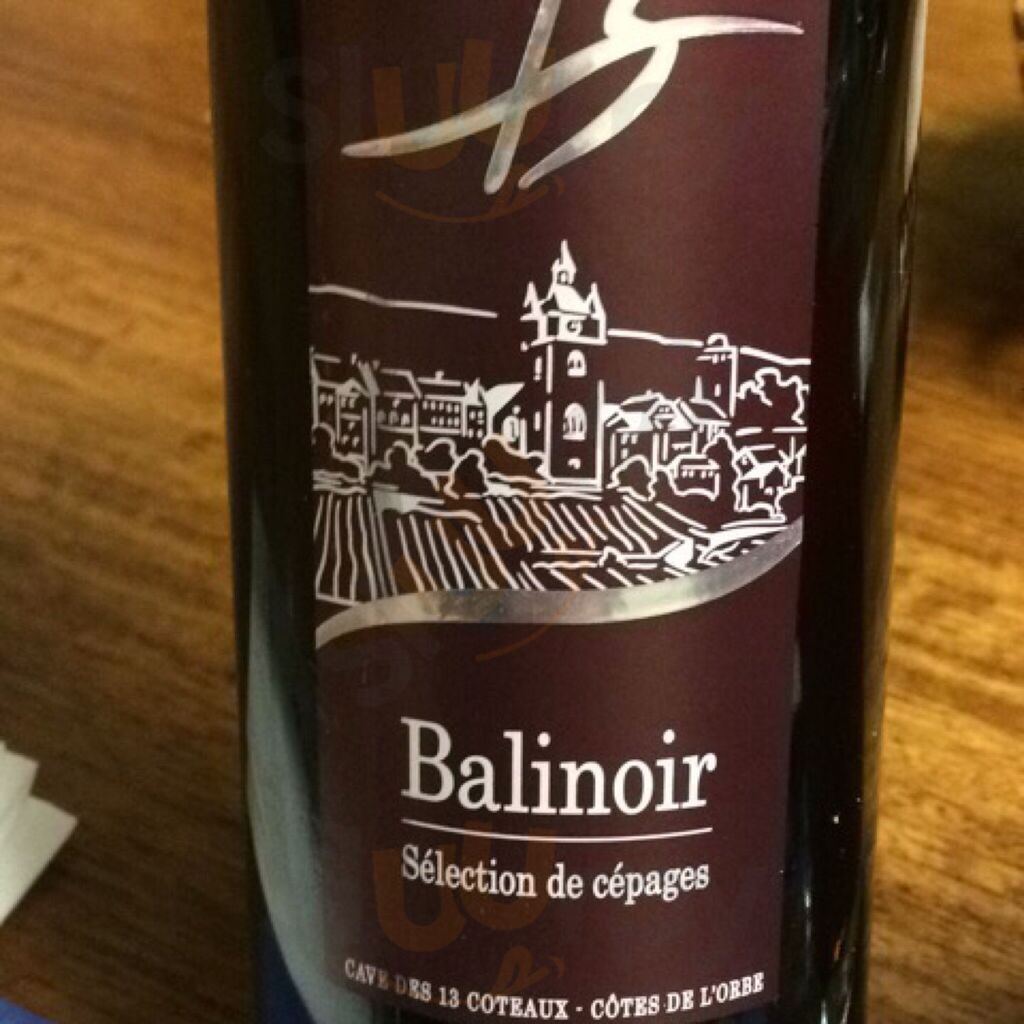 Balinoir
Sélection de cépages
CAVE DES 13 COTEAUX - CÔTES DE L'ORBE